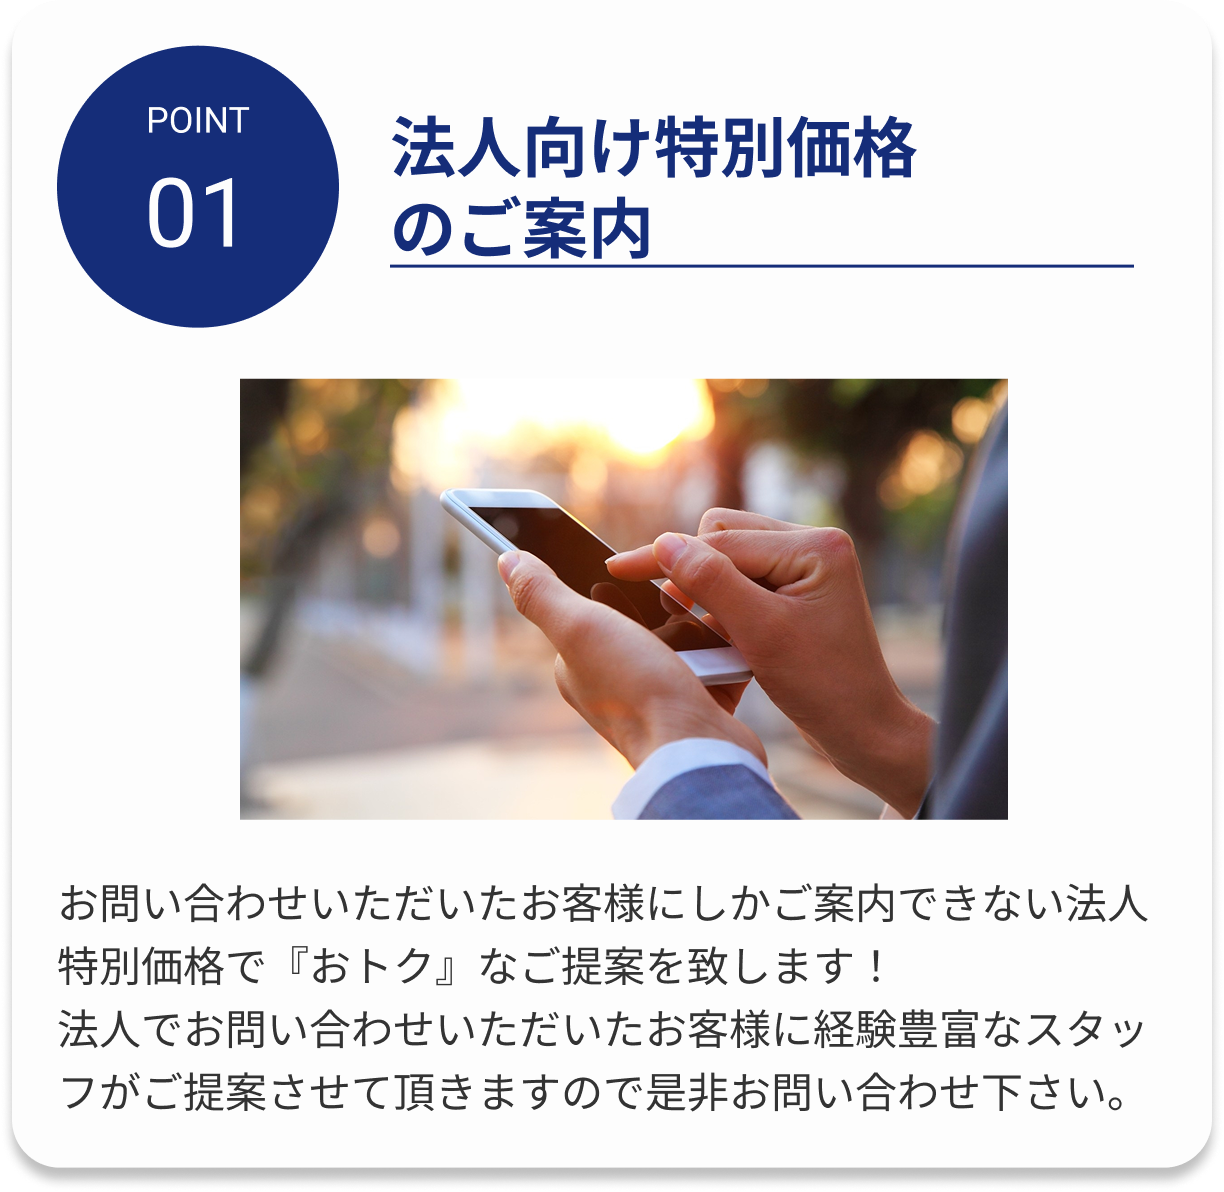 POINT
01
法人向け特別価格
のご案内
お問い合わせいただいたお客様にしかご案内できない法人
特別価格で『おトク』なご提案を致します！
法人でお問い合わせいただいたお客様に経験豊富なスタッ
フがご提案させて頂きますので是非お問い合わせ下さい。